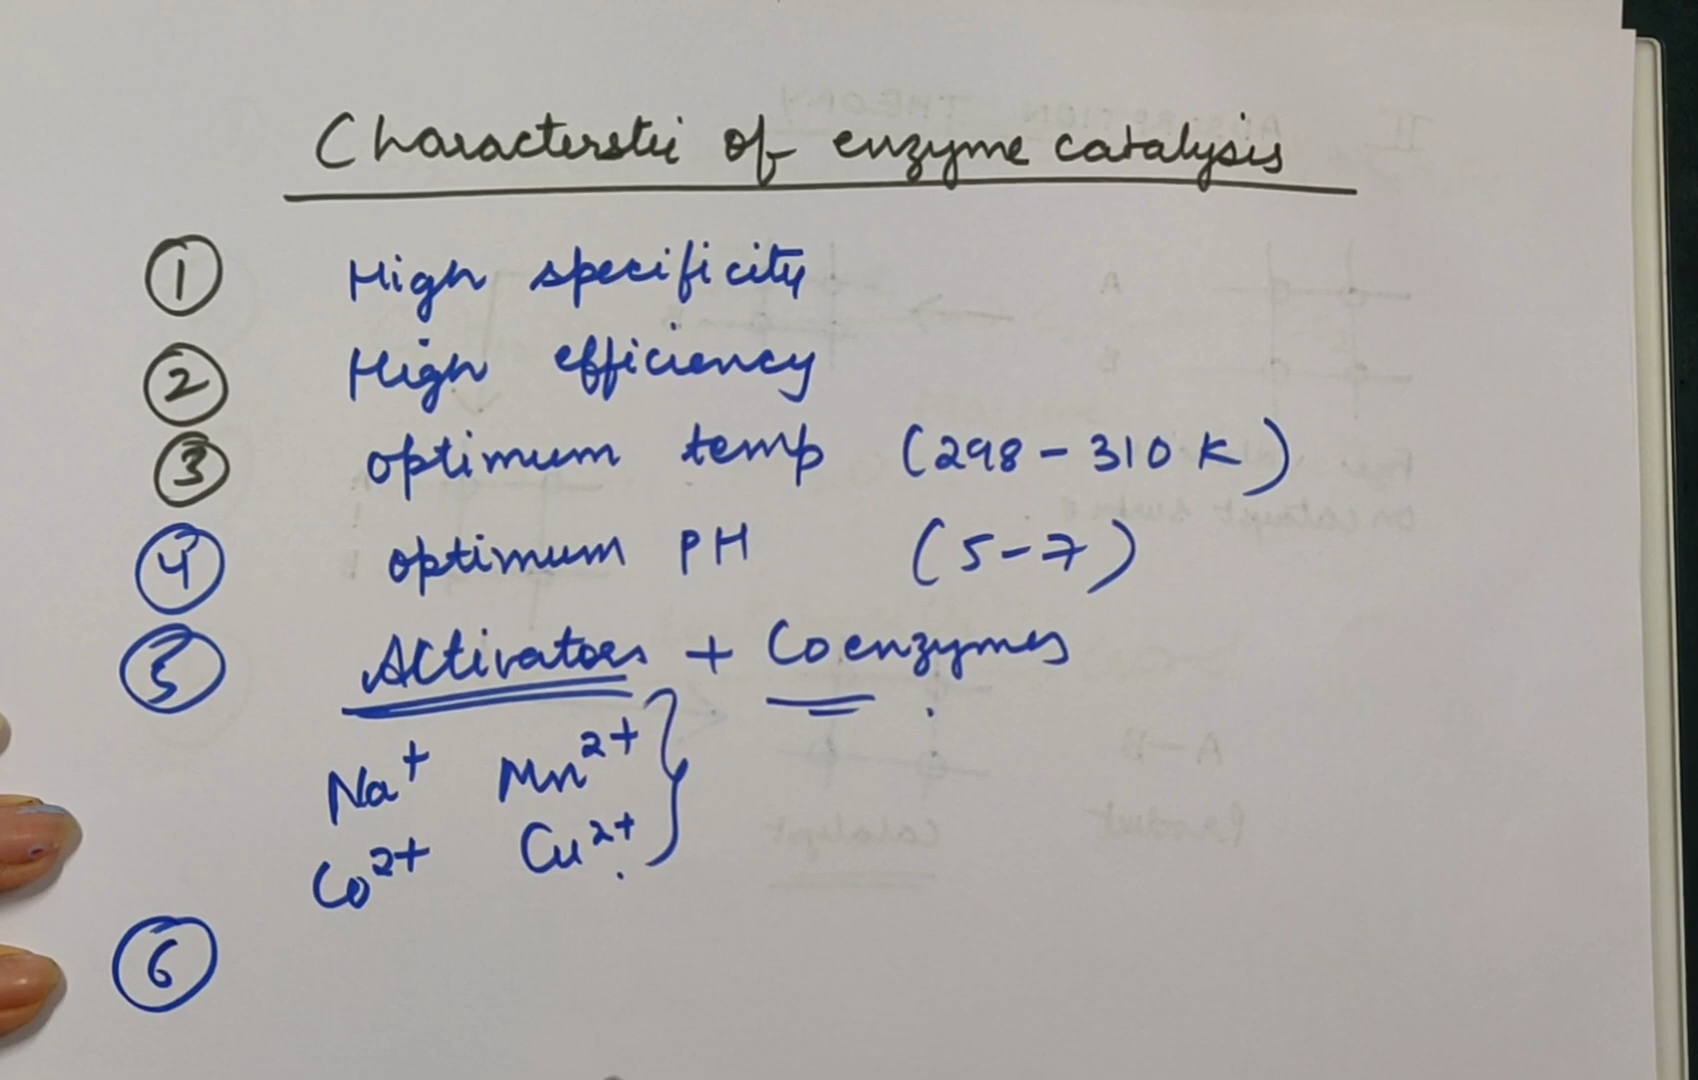 Characterstic of enzyme catalysis
① High specificity
② High efficiency
③ optimum temp (298-310 K)
④ optimum PH (5-7)
⑤ Activators + Coenzymes
Na⁺ Mn²⁺
Co²⁺ Cu²⁺
⑥